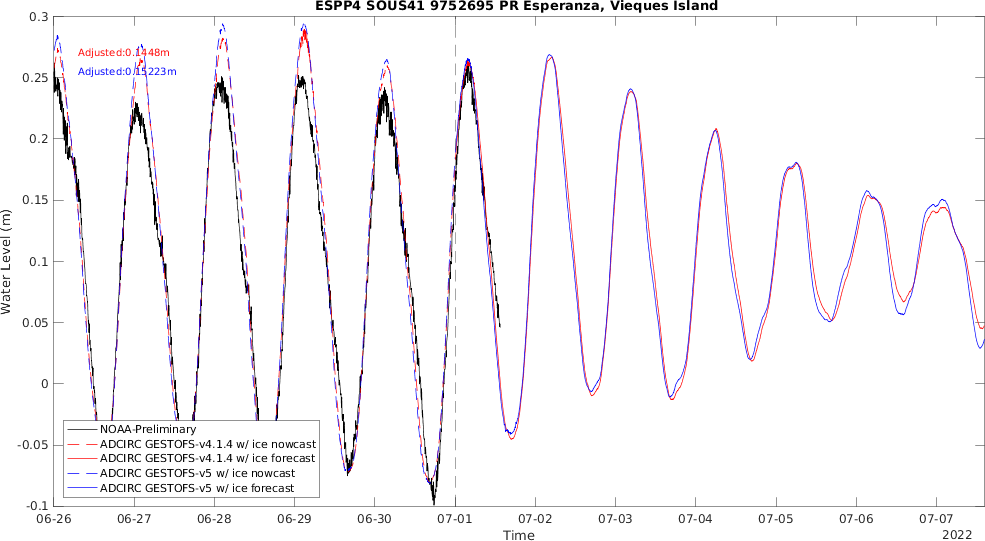 ESPP4 SOUS41 9752695 PR Esperanza, Vieques Island
0.3
0.25
0.2
0.15
0.1
0.05
0
-0.05
-0.1
Water Level (m)
Adjusted:0.1448m
Adjusted:0.15223m
NOAA-Preliminary
ADCIRC GESTOFS-v4.1.4 w/ ice nowcast
ADCIRC GESTOFS-v4.1.4 w/ ice forecast
ADCIRC GESTOFS-v5 w/ ice nowcast
ADCIRC GESTOFS-v5 w/ ice forecast
06-26 06-27 06-28 06-29 06-30 07-01 07-02 07-03 07-04 07-05 07-06 07-07
Time
2022